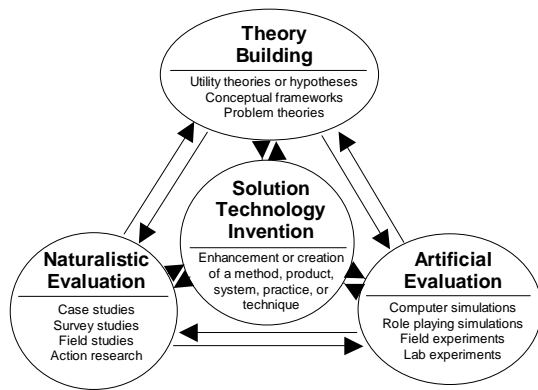 Theory
Building
Utility theories or hypotheses
Conceptual frameworks
Problem theories
Solution
Technology
Invention
Enhancement or creation
of a method, product,
system, practice, or
technique
Naturalistic
Evaluation
Case studies
Survey studies
Field studies
Action research
Artificial
Evaluation
Computer simulations
Role playing simulations
Field experiments
Lab experiments